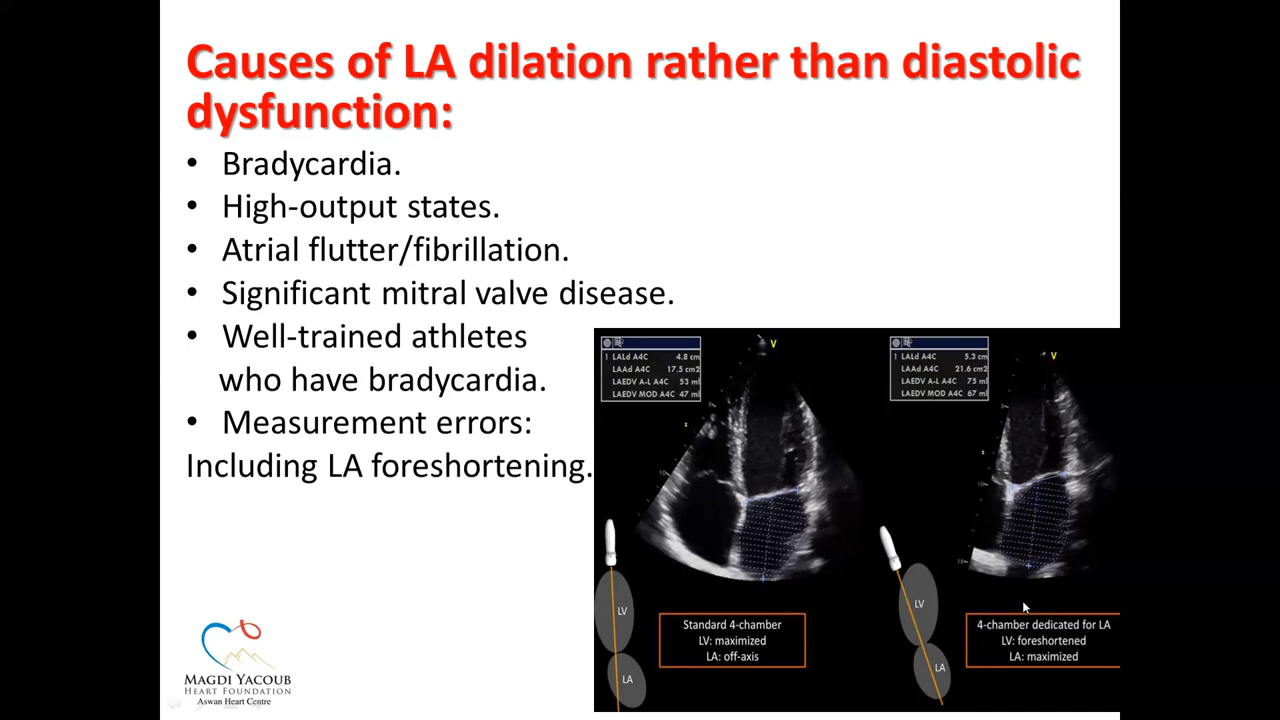 Causes of LA dilation rather than diastolic
dysfunction:
• Bradycardia.
• High-output states.
• Atrial flutter/fibrillation.
• Significant mitral valve disease.
• Well-trained athletes
who have bradycardia.
• Measurement errors:
Including LA foreshortening.
V
1 LALd A4C 4.8 cm
LAAd A4C 17.5 cm2
LAEDV A-L A4C 53 ml
LAEDV MOD A4C 47 ml
V
1 LALd A4C 5.3 cm
LAAd A4C 21.6 cm2
LAEDV A-L A4C 75 ml
LAEDV MOD A4C 67 ml
LV
LA
Standard 4-chamber
LV: maximized
LA: off-axis
LV
LA
4-chamber dedicated for LA
LV: foreshortened
LA: maximized
MAGDI YACOUB
HEART FOUNDATION
Aswan Heart Centre